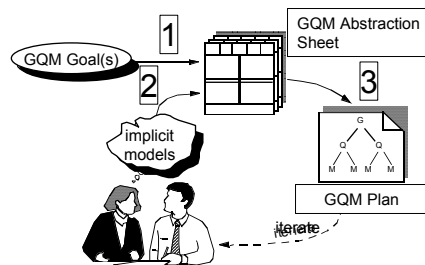 1
GQM Goal(s)
2
GQM Abstraction
Sheet
3
implicit
models
G
Q Q
M M M M
GQM Plan
iterate